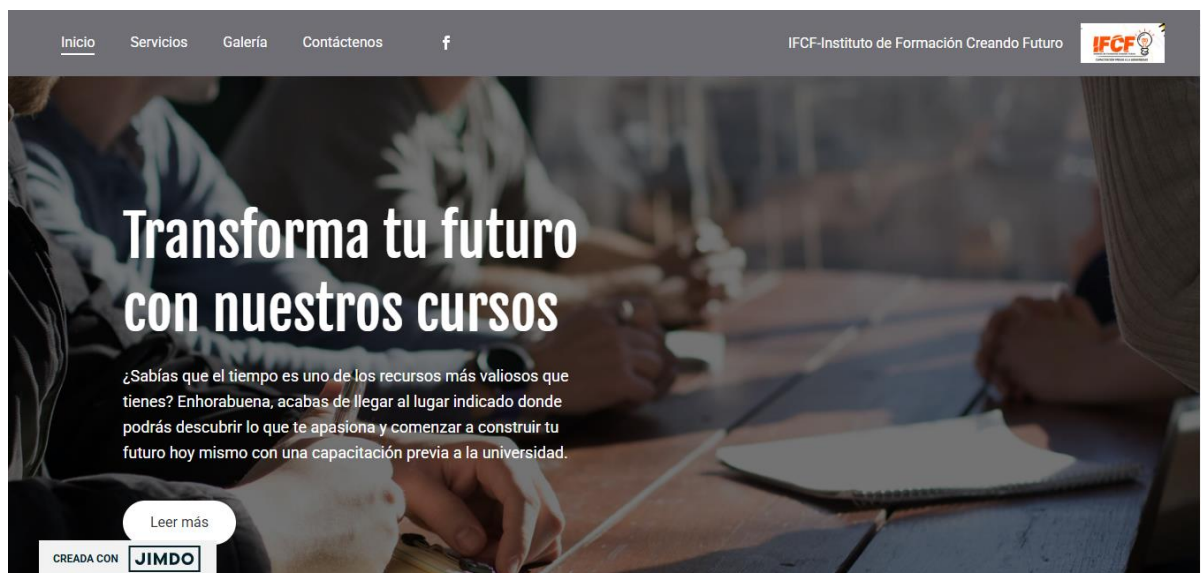 Inicio Servicios Galería Contáctenos f IFCF-Instituto de Formación Creando Futuro IFCF
Transforma tu futuro
con nuestros cursos
¿Sabías que el tiempo es uno de los recursos más valiosos que
tienes? Enhorabuena, acabas de llegar al lugar indicado donde
podrás descubrir lo que te apasiona y comenzar a construir tu
futuro hoy mismo con una capacitación previa a la universidad.
Leer más
CREADA CON JIMDO